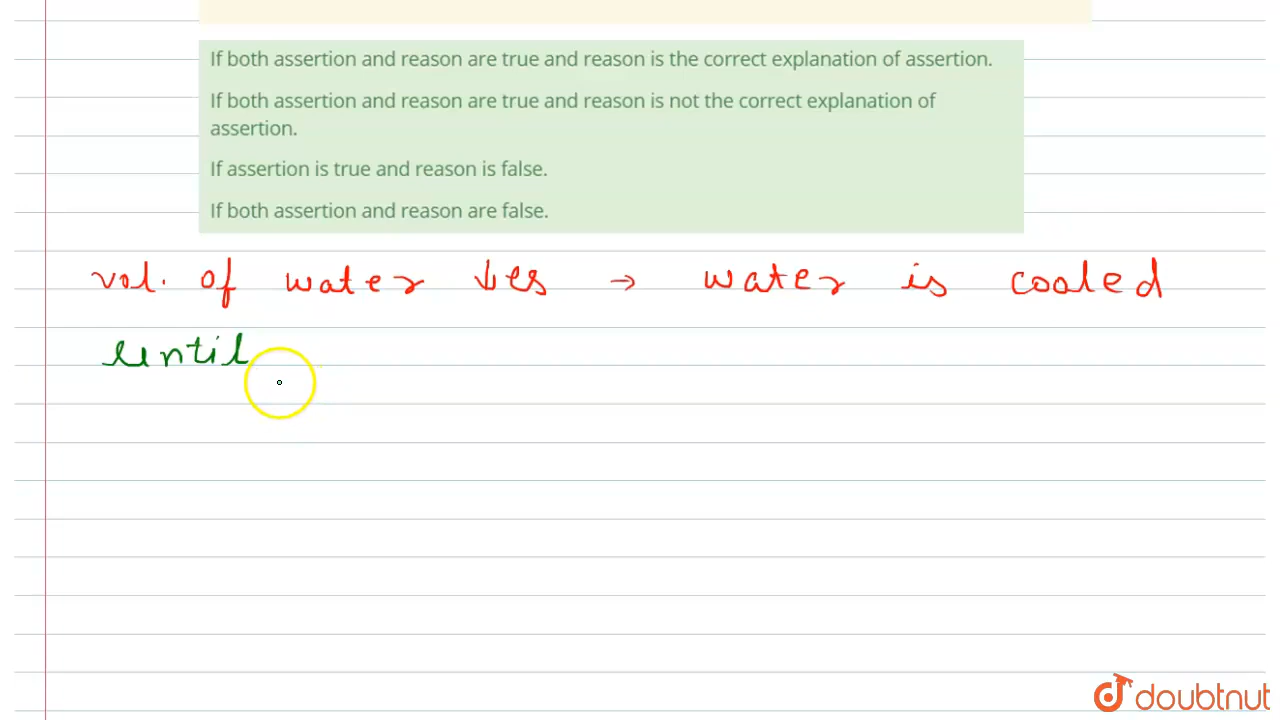 If both assertion and reason are true and reason is the correct explanation of assertion.
If both assertion and reason are true and reason is not the correct explanation of
assertion.
If assertion is true and reason is false.
If both assertion and reason are false.
vol. of water ↓es → water is cooled
until
doubtnut